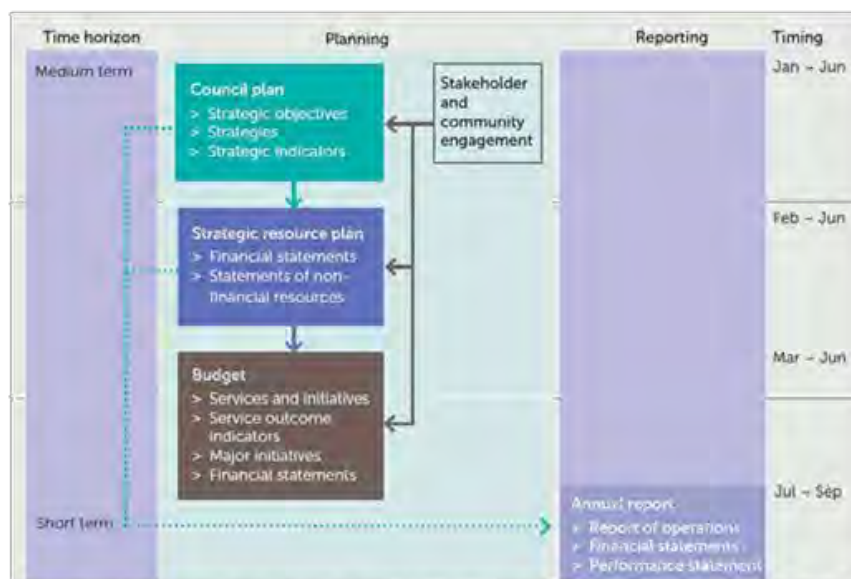 Time horizon
Planning
Reporting
Timing
Medium term
Jan – Jun
Council plan
> Strategic objectives
> Strategies
> Strategic indicators
Stakeholder
and
community
engagement
Feb – Jun
Strategic resource plan
> Financial statements
> Statements of non-
financial resources
Mar – Jun
Budget
> Services and initiatives
> Service outcome
indicators
> Major initiatives
> Financial statements
Jul – Sep
Short term
Annual report
> Report of operations
> Financial statements
> Performance statement